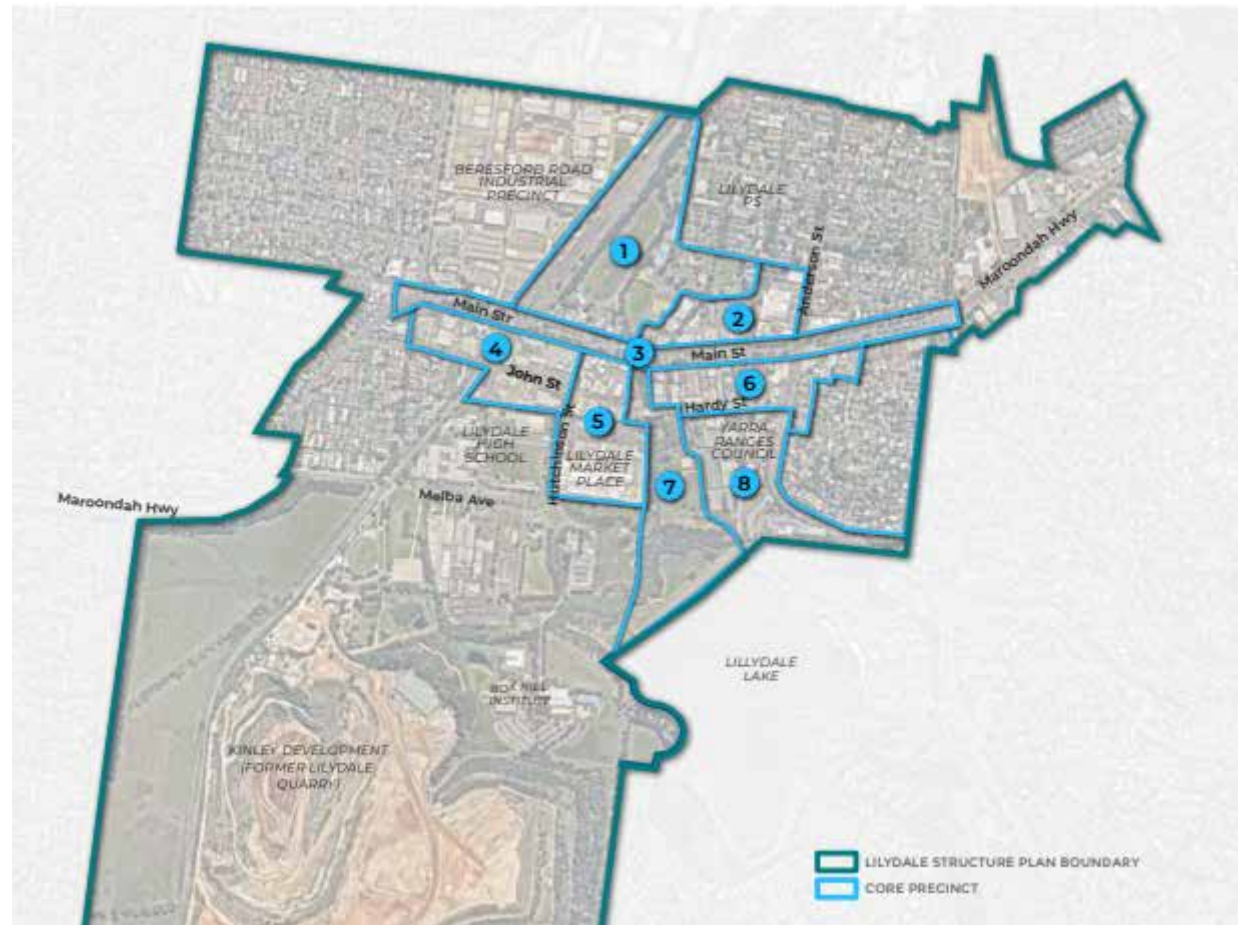 BERESFORD ROAD
INDUSTRIAL
PRECINCT
LILYDALE
PS
1
Anderson St
Maroondah Hwy
2
Main Str
3
Main St
4
John St
6
Hardy St
5
Hutchinson St
LILYDALE
HIGH
SCHOOL
LILYDALE
MARKET
PLACE
YARRA
RANGES
COUNCIL
7
8
Maroondah Hwy
Melba Ave
LILLYDALE
LAKE
BOX HILL
INSTITUTE
KINLEY DEVELOPMENT
(FORMER LILYDALE
QUARRY)
LILYDALE STRUCTURE PLAN BOUNDARY
CORE PRECINCT